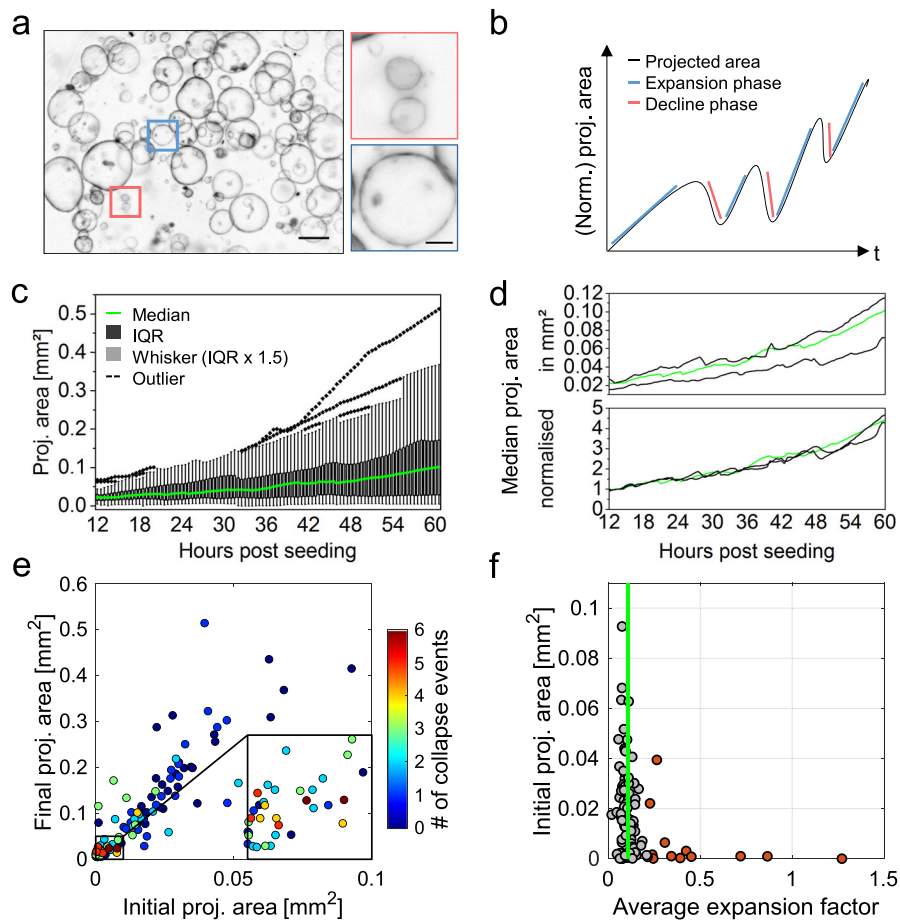 a
b
(Norm.) proj. area
Projected area
Expansion phase
Decline phase
t
c
Proj. area [mm²]
0.5
0.4
0.3
0.2
0.1
0.0
Median
IQR
Whisker (IQR x 1.5)
Outlier
12 18 24 30 36 42 48 54 60
Hours post seeding
d
Median proj. area
normalised in mm²
0.12
0.10
0.08
0.06
0.04
0.02
5
4
3
2
1
0
12 18 24 30 36 42 48 54 60
Hours post seeding
e
Final proj. area [mm²]
0.6
0.5
0.4
0.3
0.2
0.1
0
0 0.05 0.1
Initial proj. area [mm²]
6
5
4
3
2
1
0
# of collapse events
f
Initial proj. area [mm²]
0.1
0.08
0.06
0.04
0.02
0
0 0.5 1 1.5
Average expansion factor